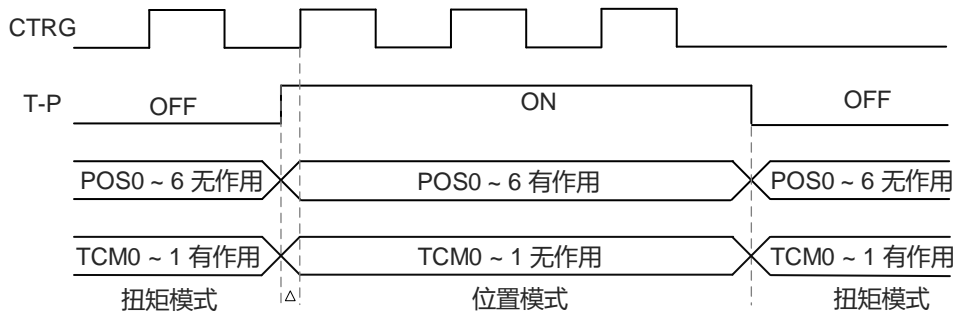 CTRG
T-P OFF ON OFF
POS0 ~ 6 无作用 POS0 ~ 6 有作用 POS0 ~ 6 无作用
TCM0 ~ 1 有作用 TCM0 ~ 1 无作用 TCM0 ~ 1 有作用
扭矩模式 △ 位置模式 扭矩模式